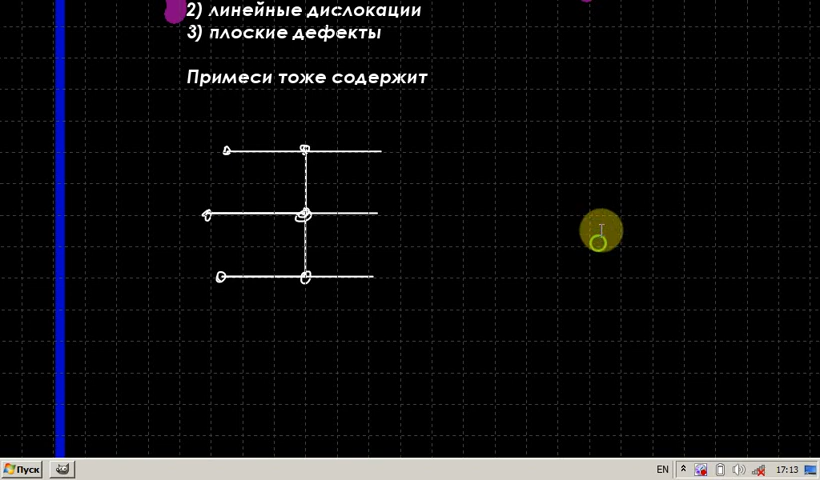 2) линейные дислокации
3) плоские дефекты
Примеси тоже содержит
Пуск
EN
17:13